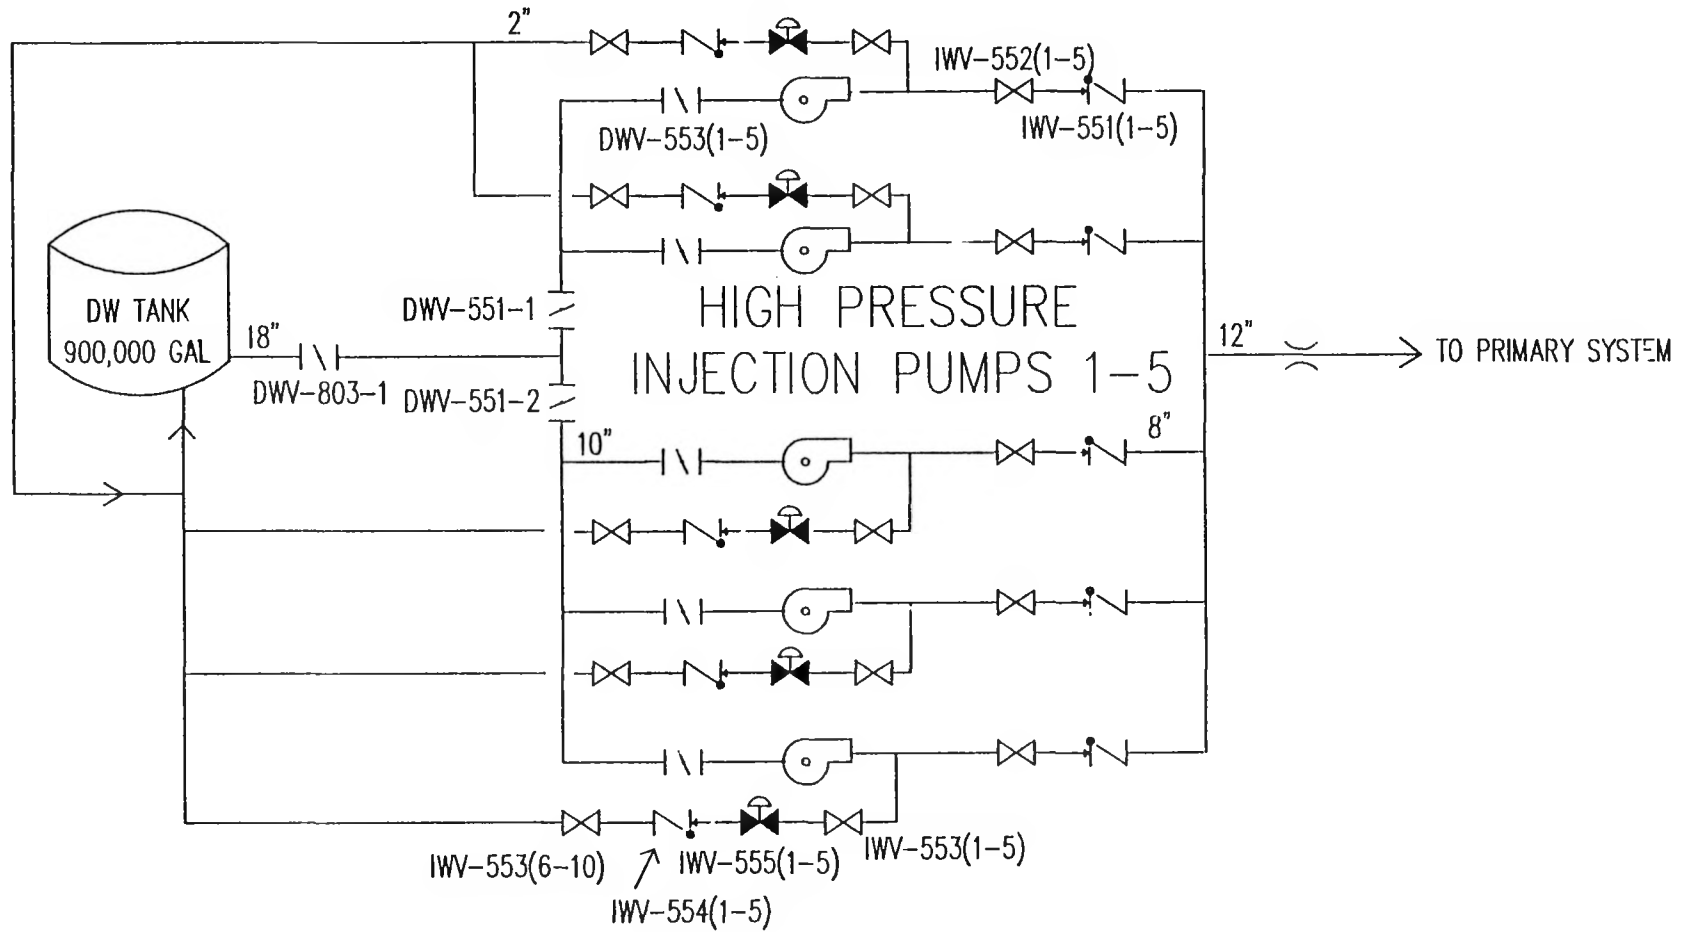 2"
IWV-552(1-5)
DWV-553(1-5)
IWV-551(1-5)
DW TANK
900,000 GAL
18"
DWV-803-1
DWV-551-1
DWV-551-2
HIGH PRESSURE
INJECTION PUMPS 1-5
12"
TO PRIMARY SYSTEM
10"
8"
IWV-553(6-10)
IWV-554(1-5)
IWV-555(1-5)
IWV-553(1-5)